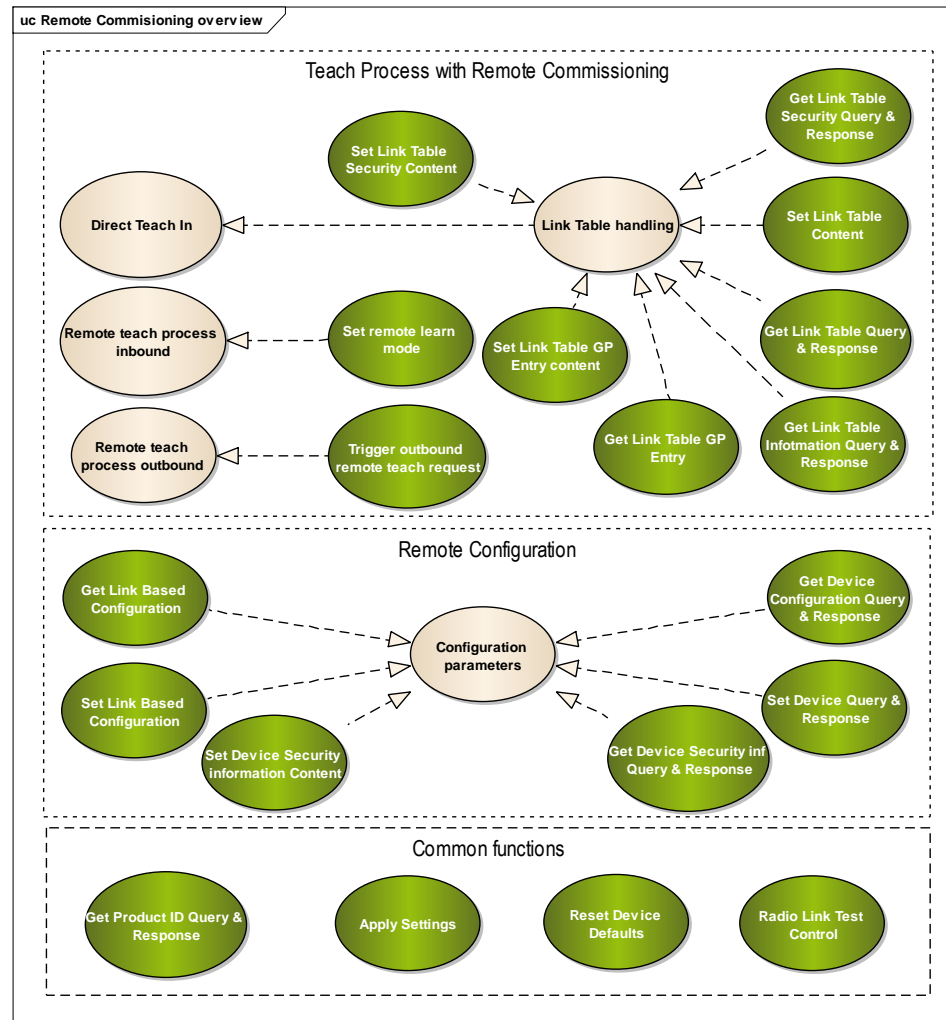 uc Remote Commisioning overview
Teach Process with Remote Commissioning
Get Link Table
Security Query &
Response
Set Link Table
Security Content
Direct Teach In
Link Table handling
Set Link Table
Content
Remote teach process
inbound
Set remote learn
mode
Set Link Table GP
Entry content
Get Link Table Query
& Response
Remote teach
process outbound
Trigger outbound
remote teach request
Get Link Table GP
Entry
Get Link Table
Infotmation Query &
Response
Remote Configuration
Get Link Based
Configuration
Configuration
parameters
Get Device
Configuration Query
& Response
Set Link Based
Configuration
Set Device Query &
Response
Set Device Security
information Content
Get Device Security inf
Query & Response
Common functions
Get Product ID Query &
Response
Apply Settings
Reset Device
Defaults
Radio Link Test
Control